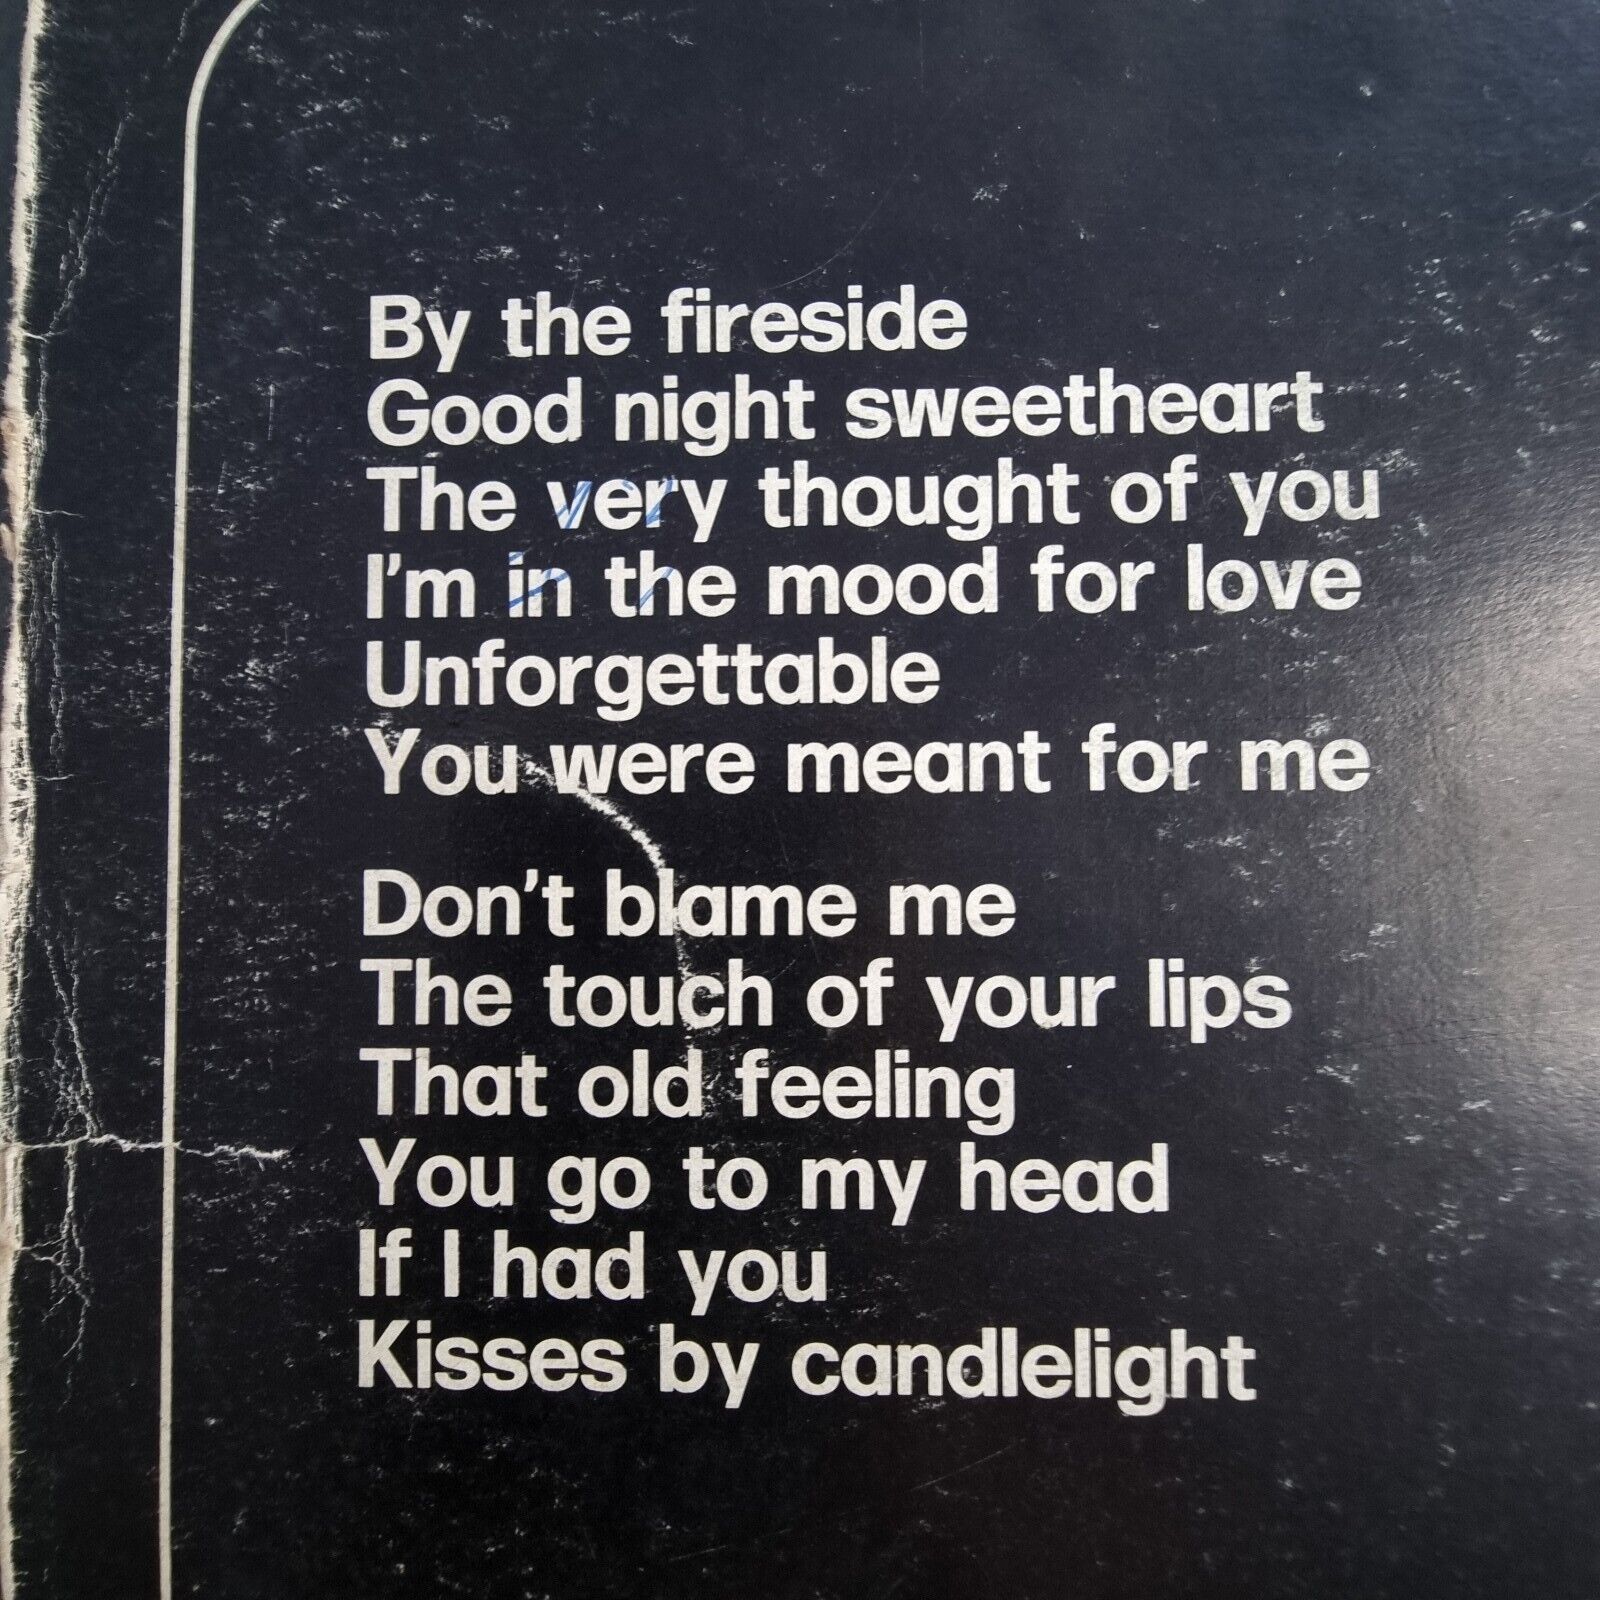 By the fireside
Good night sweetheart
The very thought of you
I'm in the mood for love
Unforgettable
You were meant for me
Don't blame me
The touch of your lips
That old feeling
You go to my head
If I had you
Kisses by candlelight